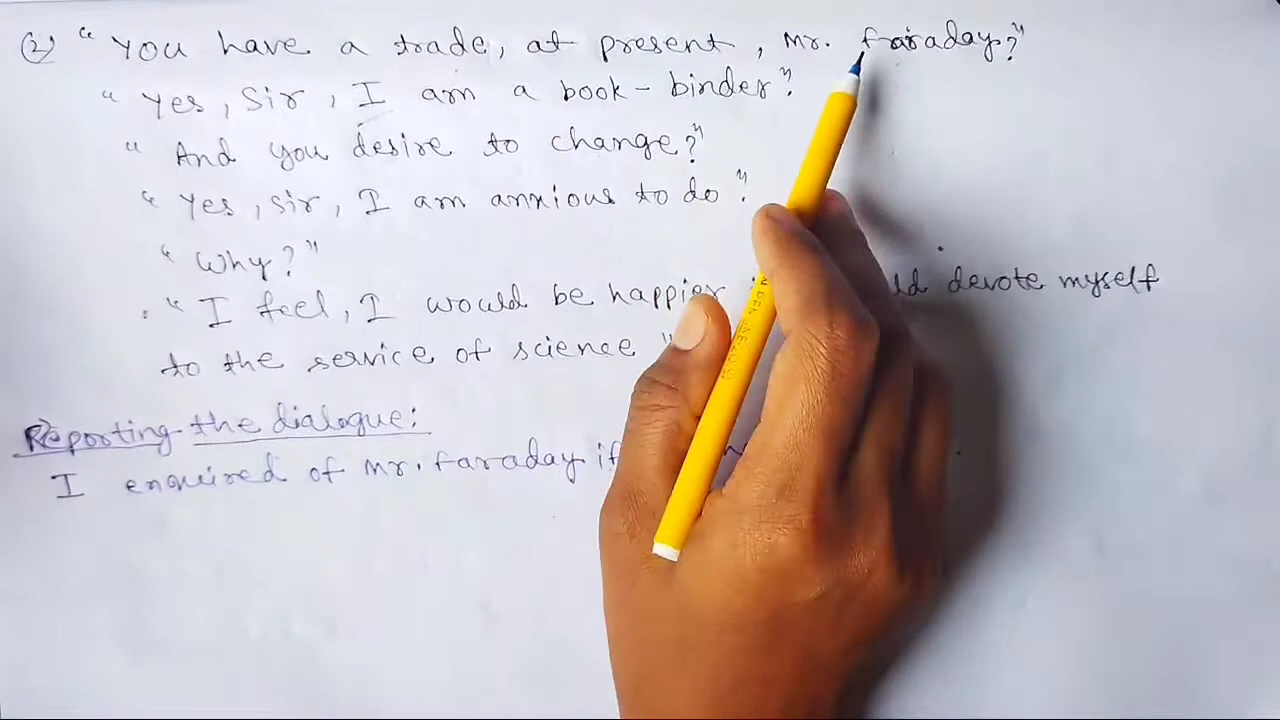 ② "You have a trade, at present, Mr. Faraday?"
"Yes, Sir, I am a book-binder".
"And you desire to change?"
"Yes, sir, I am anxious to do".
"Why?"
"I feel, I would be happier devote myself
to the service of science"
Reporting the dialogue:
I enquired of Mr. Faraday if